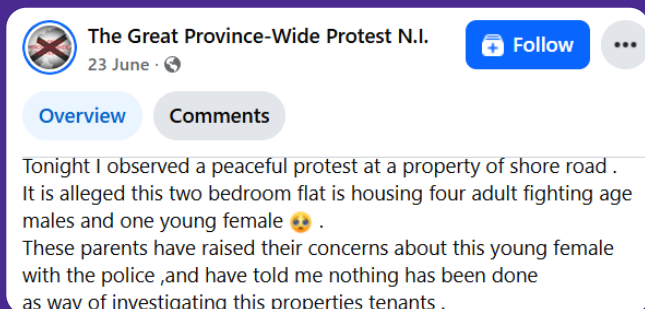 The Great Province-Wide Protest N.I.
23 June ·
Follow
Overview
Comments
Tonight I observed a peaceful protest at a property of shore road .
It is alleged this two bedroom flat is housing four adult fighting age
males and one young female 🥺 .
These parents have raised their concerns about this young female
with the police ,and have told me nothing has been done
as way of investigating this properties tenants .